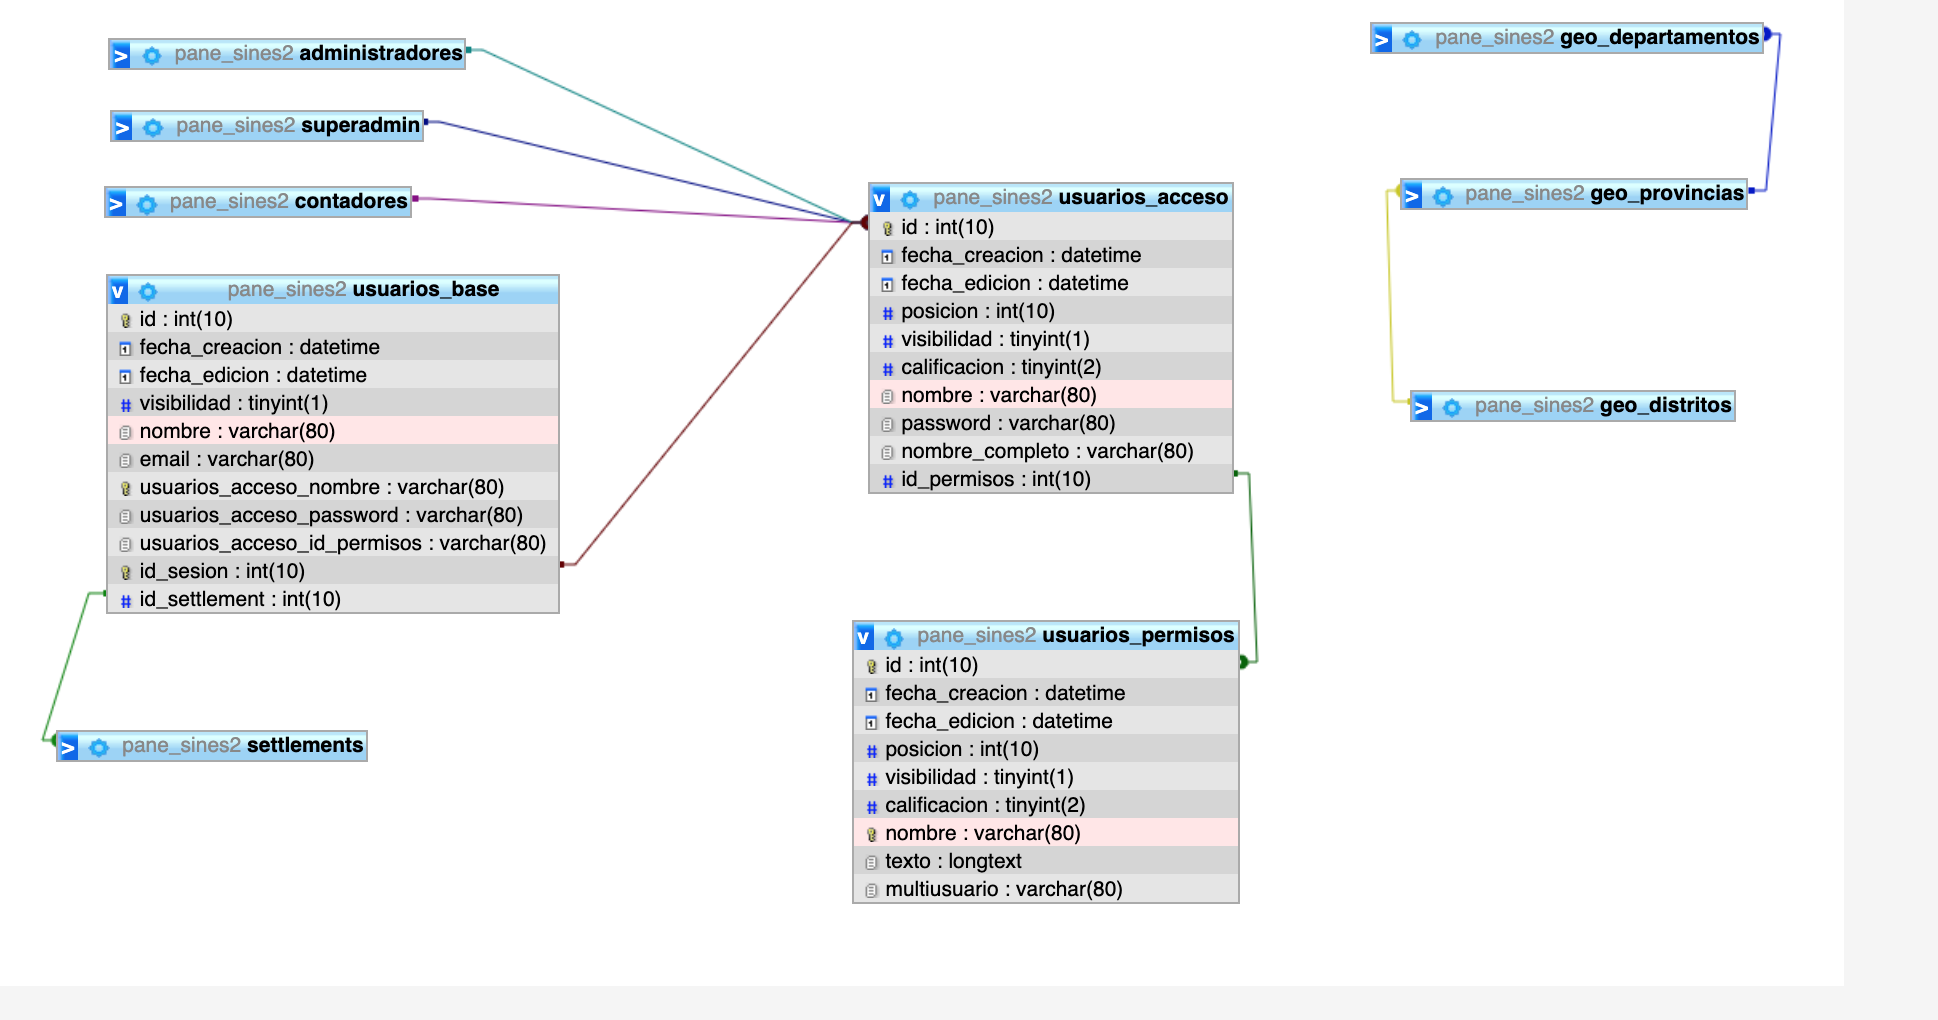 pane_sines2 administradores
pane_sines2 superadmin
pane_sines2 contadores
v pane_sines2 usuarios_base
id : int(10)
fecha_creacion : datetime
fecha_edicion : datetime
# visibilidad : tinyint(1)
nombre : varchar(80)
email : varchar(80)
usuarios_acceso_nombre : varchar(80)
usuarios_acceso_password : varchar(80)
usuarios_acceso_id_permisos : varchar(80)
id_sesion : int(10)
# id_settlement : int(10)
> pane_sines2 settlements
v pane_sines2 usuarios_acceso
id : int(10)
fecha_creacion : datetime
fecha_edicion : datetime
# posicion : int(10)
# visibilidad : tinyint(1)
# calificacion : tinyint(2)
nombre : varchar(80)
password : varchar(80)
nombre_completo : varchar(80)
# id_permisos : int(10)
v pane_sines2 usuarios_permisos
id : int(10)
fecha_creacion : datetime
fecha_edicion : datetime
# posicion : int(10)
# visibilidad : tinyint(1)
# calificacion : tinyint(2)
nombre : varchar(80)
texto : longtext
multiusuario : varchar(80)
> pane_sines2 geo_departamentos
> pane_sines2 geo_provincias
> pane_sines2 geo_distritos